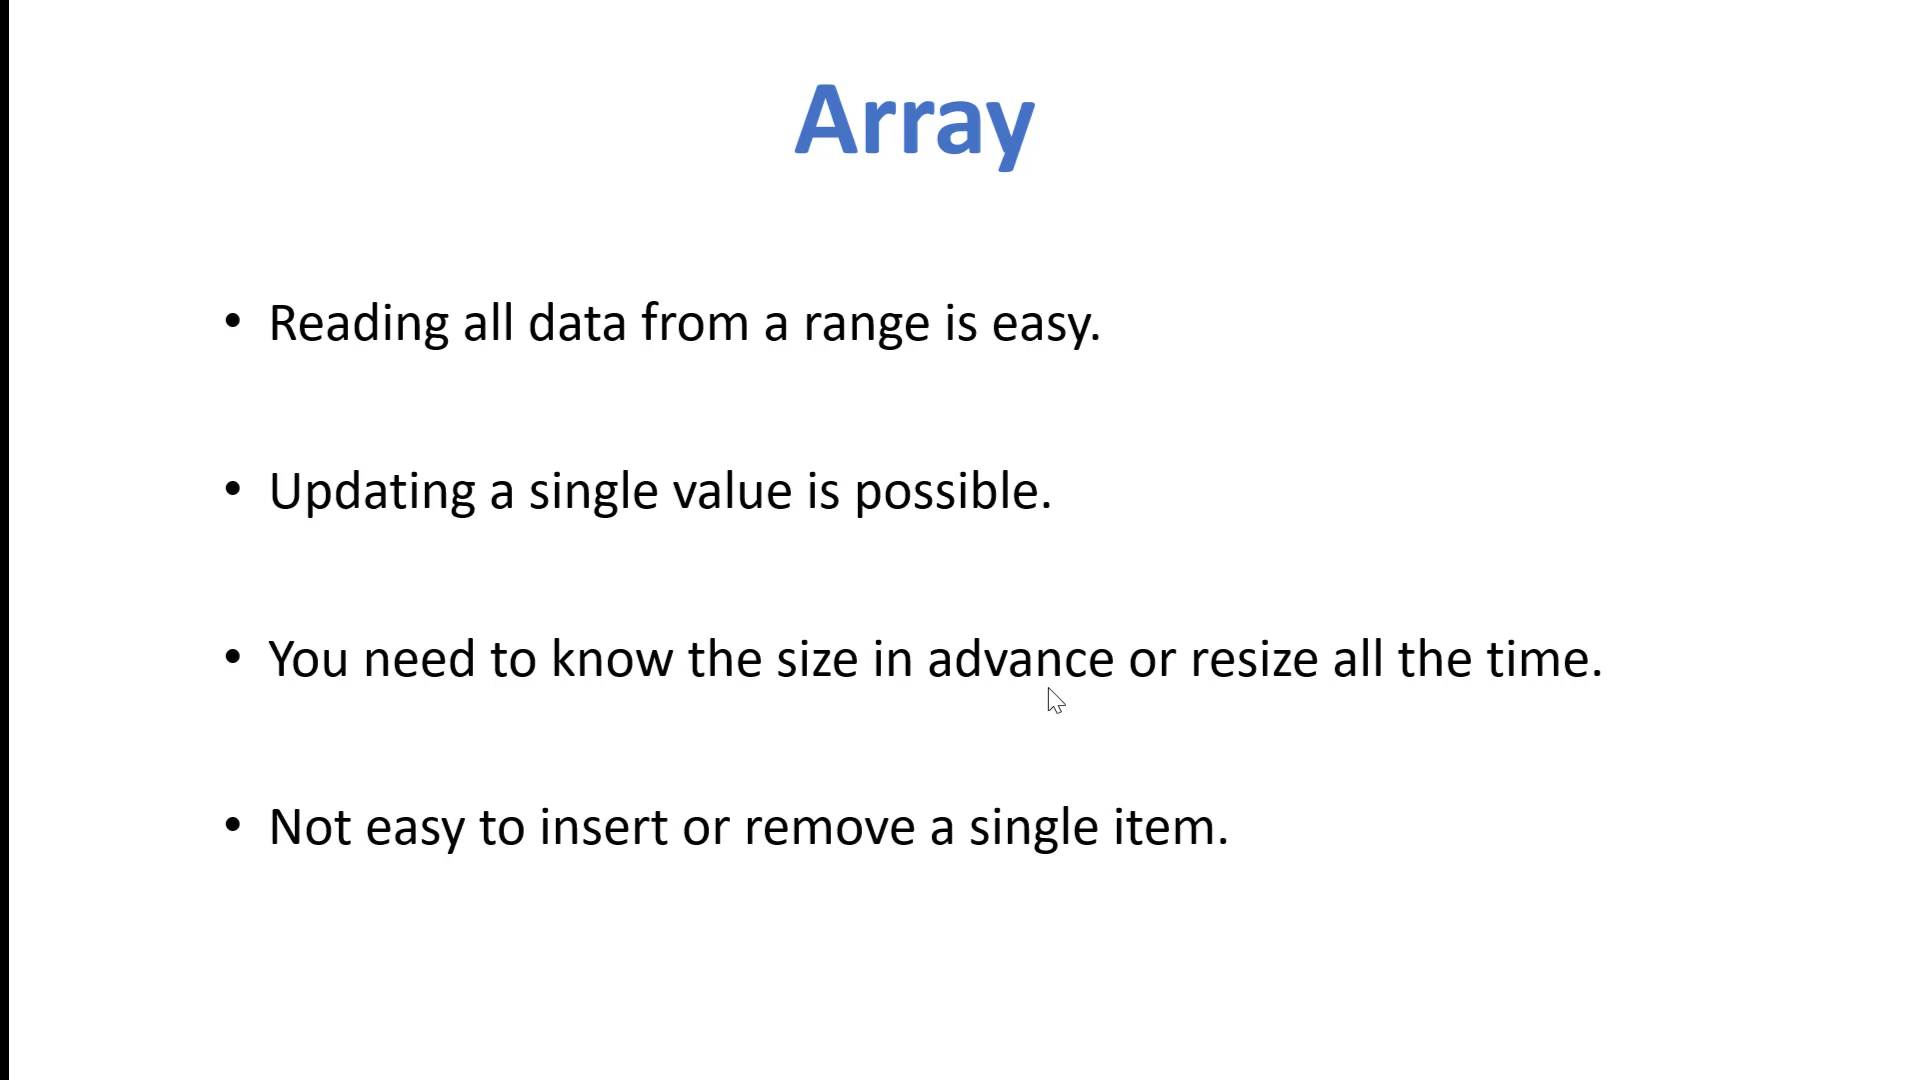 Array
• Reading all data from a range is easy.
• Updating a single value is possible.
• You need to know the size in advance or resize all the time.
• Not easy to insert or remove a single item.